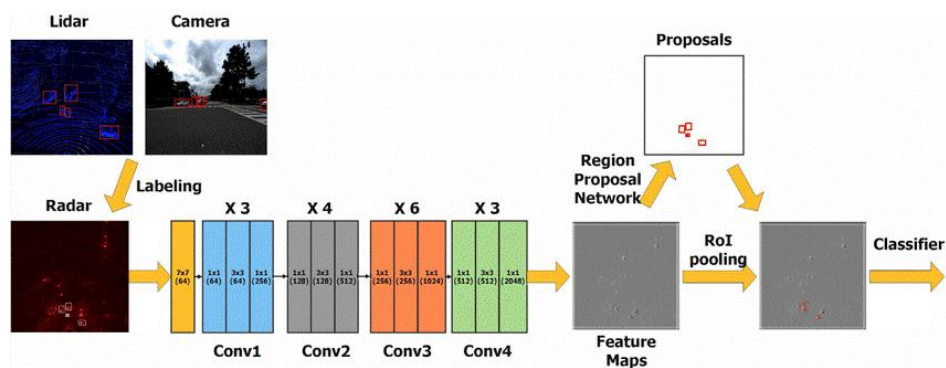 Lidar
Camera
Proposals
Labeling
Region
Proposal
Network
Radar
X 3
X 4
X 6
X 3
RoI
pooling
Classifier
7x7
(64)
1x1
(64)
3x3
(64)
1x1
(256)
1x1
(128)
3x3
(128)
1x1
(512)
1x1
(256)
3x3
(256)
1x1
(1024)
1x1
(512)
3x3
(512)
1x1
(2048)
Conv1
Conv2
Conv3
Conv4
Feature
Maps